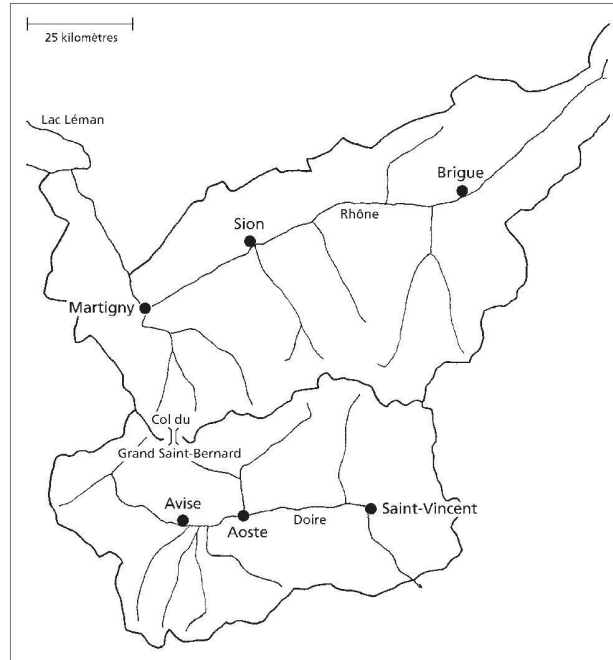 25 kilomètres
Lac Léman
Brigue
Sion
Rhône
Martigny
Col du
Grand Saint-Bernard
Avise
Aoste
Doire
Saint-Vincent